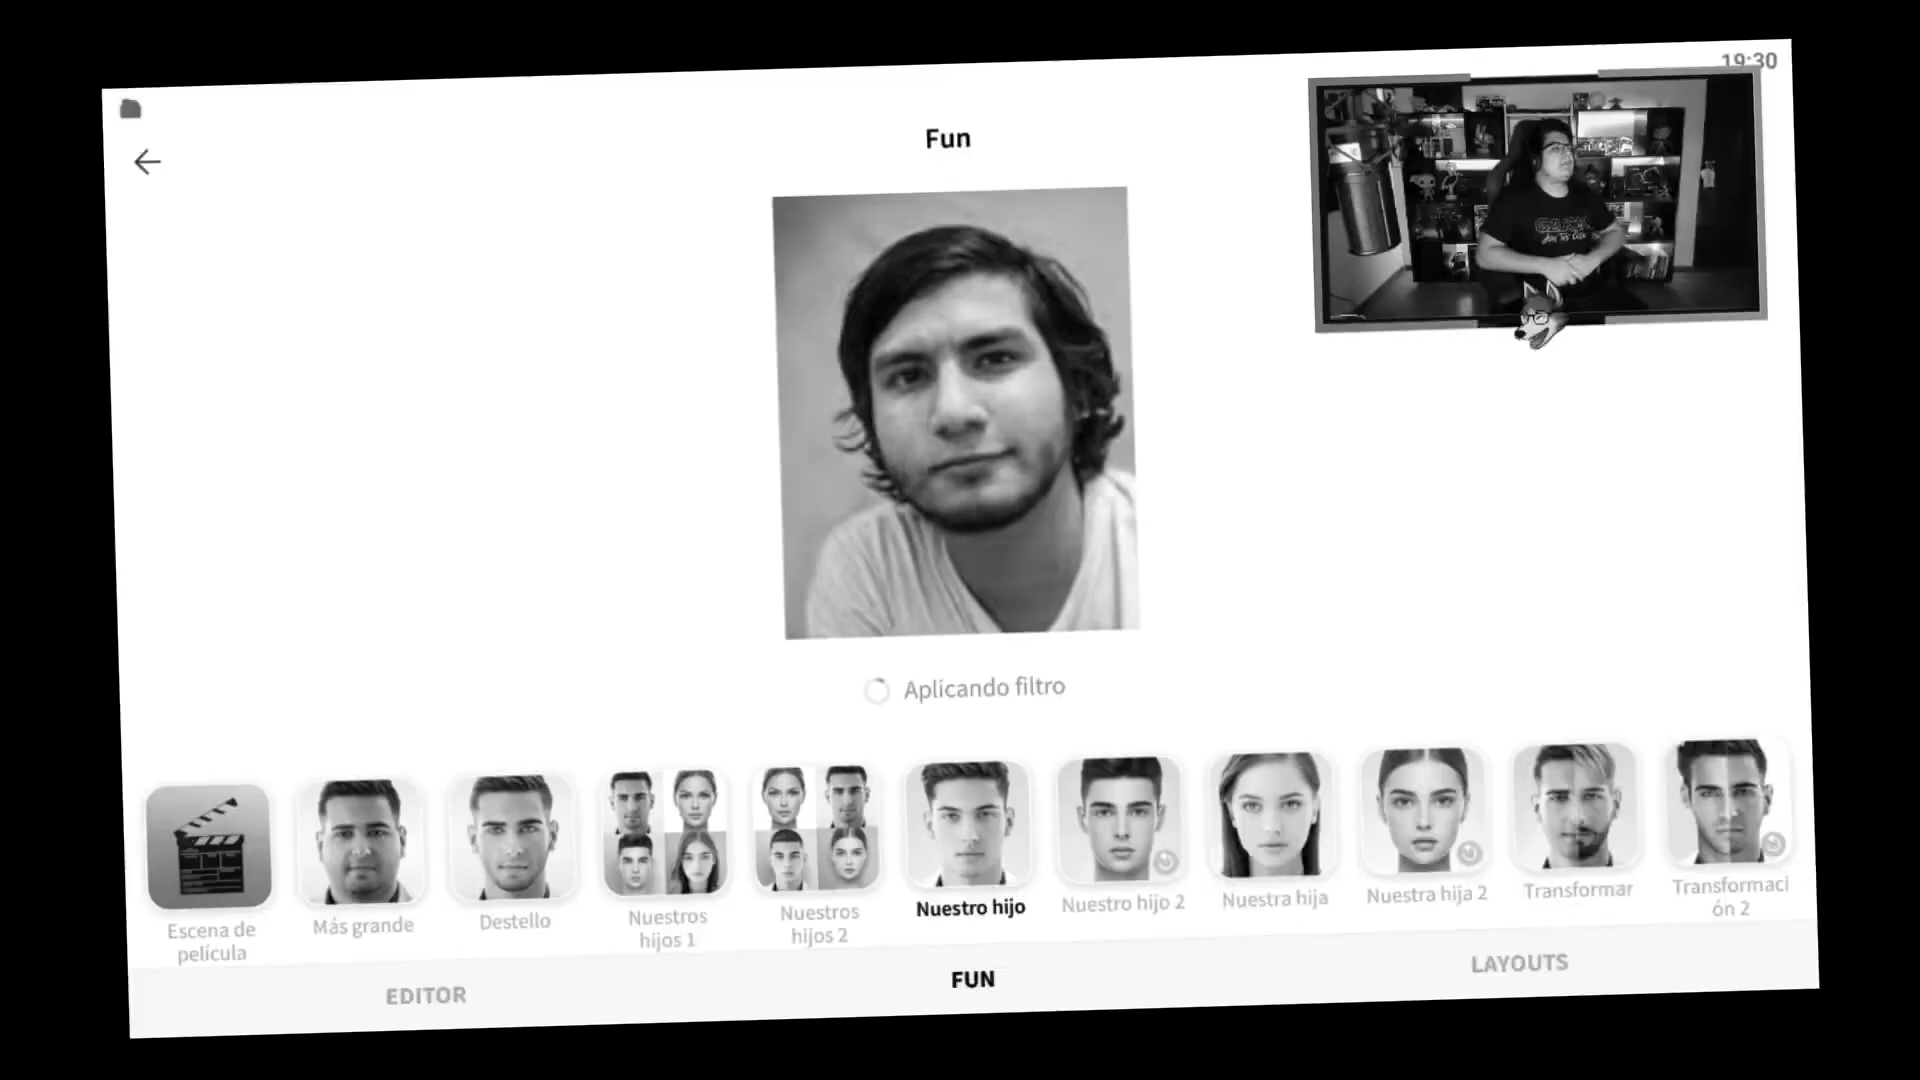 19:30
Fun
Aplicando filtro
Escena de
película
Más grande
Destello
Nuestros
hijos 1
Nuestros
hijos 2
Nuestro hijo
Nuestro hijo 2
Nuestra hija
Nuestra hija 2
Transformar
Transformaci
ón 2
EDITOR
FUN
LAYOUTS